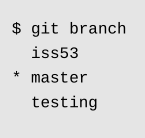 $ git branch
  iss53
* master
  testing